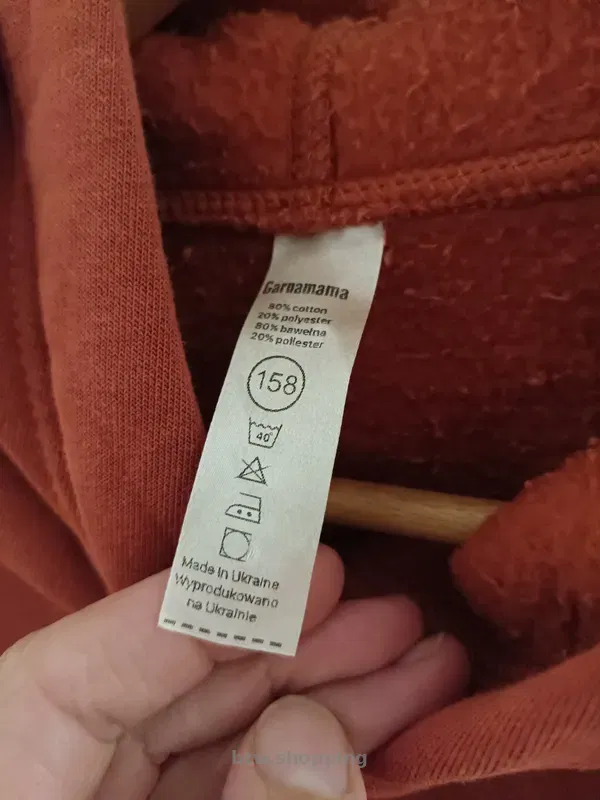 Garnamama
80% cotton
20% polyester
80% bawełna
20% poliester
158
40°
Made in Ukraine
Wyprodukowano
na Ukrainie